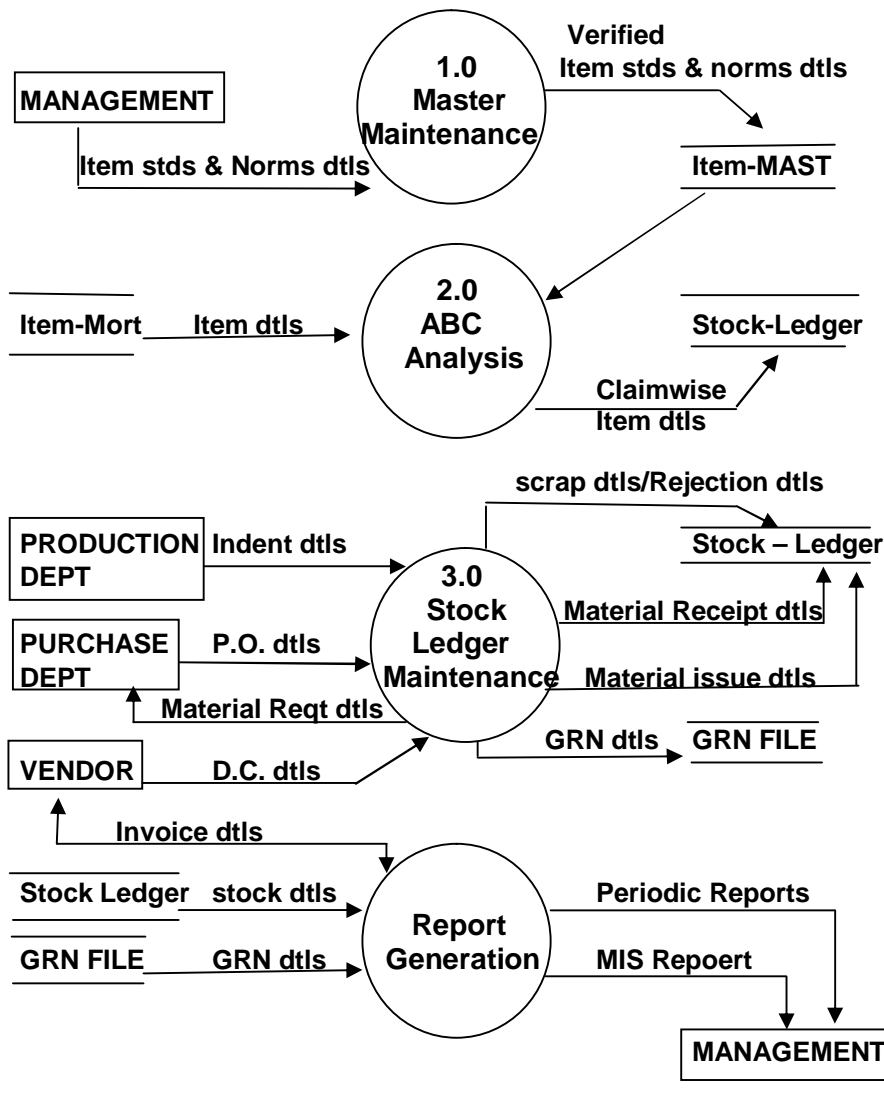 Verified
Item stds & norms dtls
1.0
Master
Maintenance
MANAGEMENT
Item stds & Norms dtls
Item-MAST
2.0
ABC
Analysis
Item-Mort
Item dtls
Stock-Ledger
Claimwise
Item dtls
scrap dtls/Rejection dtls
PRODUCTION
DEPT
Indent dtls
Stock – Ledger
3.0
Stock
Ledger
Maintenance
Material Receipt dtls
PURCHASE
DEPT
P.O. dtls
Material issue dtls
Material Reqt dtls
GRN dtls
GRN FILE
VENDOR
D.C. dtls
Invoice dtls
Stock Ledger
stock dtls
Periodic Reports
Report
Generation
GRN FILE
GRN dtls
MIS Repoert
MANAGEMENT